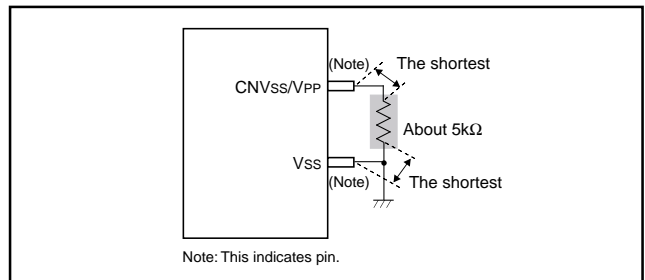 (Note)
The shortest
CNVss/VPP
About 5kΩ
Vss
(Note)
The shortest
Note: This indicates pin.